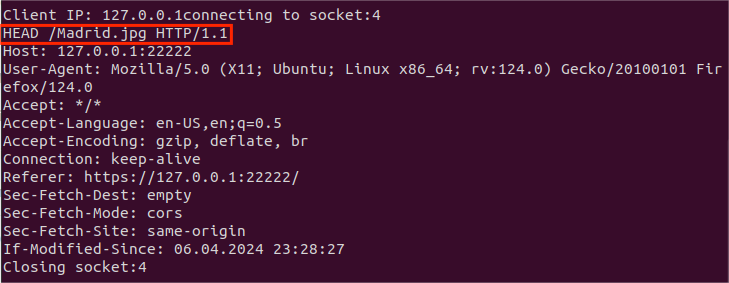 Client IP: 127.0.0.1connecting to socket:4
HEAD /Madrid.jpg HTTP/1.1
Host: 127.0.0.1:22222
User-Agent: Mozilla/5.0 (X11; Ubuntu; Linux x86_64; rv:124.0) Gecko/20100101 Fir
efox/124.0
Accept: */*
Accept-Language: en-US,en;q=0.5
Accept-Encoding: gzip, deflate, br
Connection: keep-alive
Referer: https://127.0.0.1:22222/
Sec-Fetch-Dest: empty
Sec-Fetch-Mode: cors
Sec-Fetch-Site: same-origin
If-Modified-Since: 06.04.2024 23:28:27
Closing socket:4